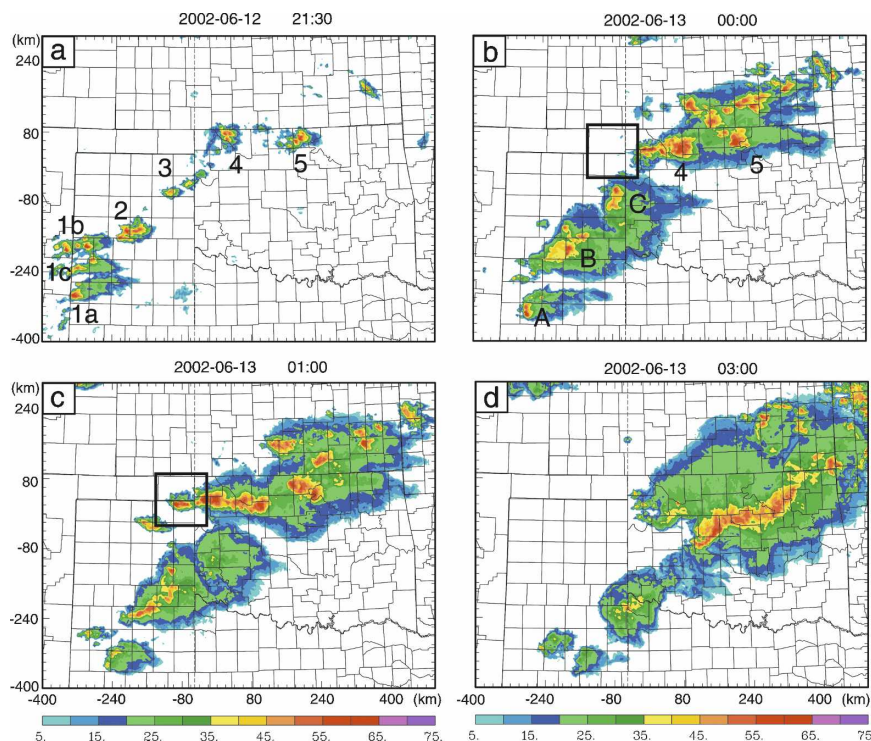 2002-06-12 21:30
2002-06-13 00:00
(km)
240
80
-80
-240
-400
a
1b
2
3
4
5
1c
1a
b
4
5
C
B
A
2002-06-13 01:00
2002-06-13 03:00
(km)
240
80
-80
-240
-400
c
d
-400 -240 -80 80 240 400 (km)
-400 -240 -80 80 240 400 (km)
5. 15. 25. 35. 45. 55. 65. 75.
5. 15. 25. 35. 45. 55. 65. 75